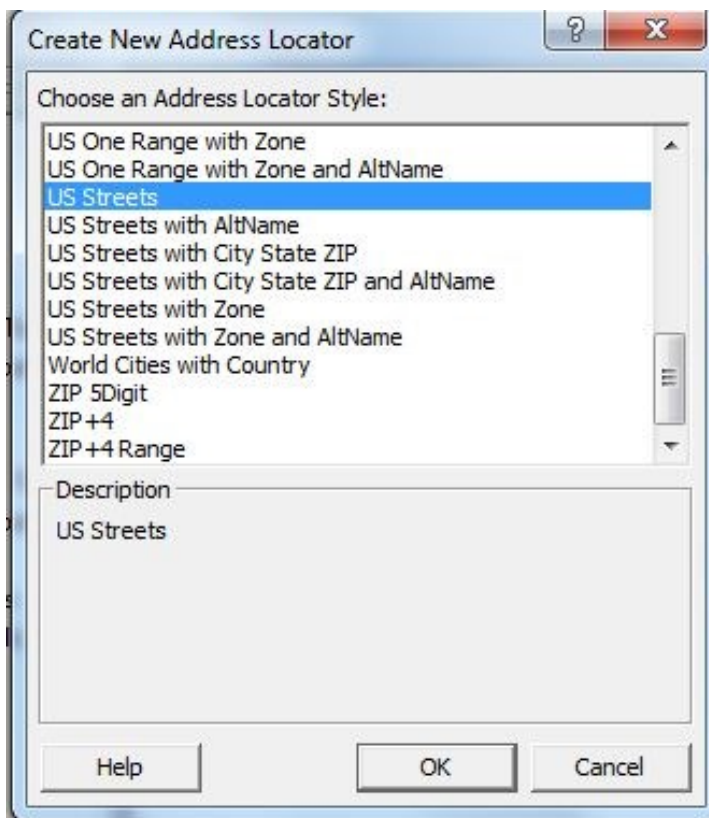 Create New Address Locator
Choose an Address Locator Style:
US One Range with Zone
US One Range with Zone and AltName
US Streets
US Streets with AltName
US Streets with City State ZIP
US Streets with City State ZIP and AltName
US Streets with Zone
US Streets with Zone and AltName
World Cities with Country
ZIP 5Digit
ZIP+4
ZIP+4 Range
Description
US Streets
Help
OK
Cancel